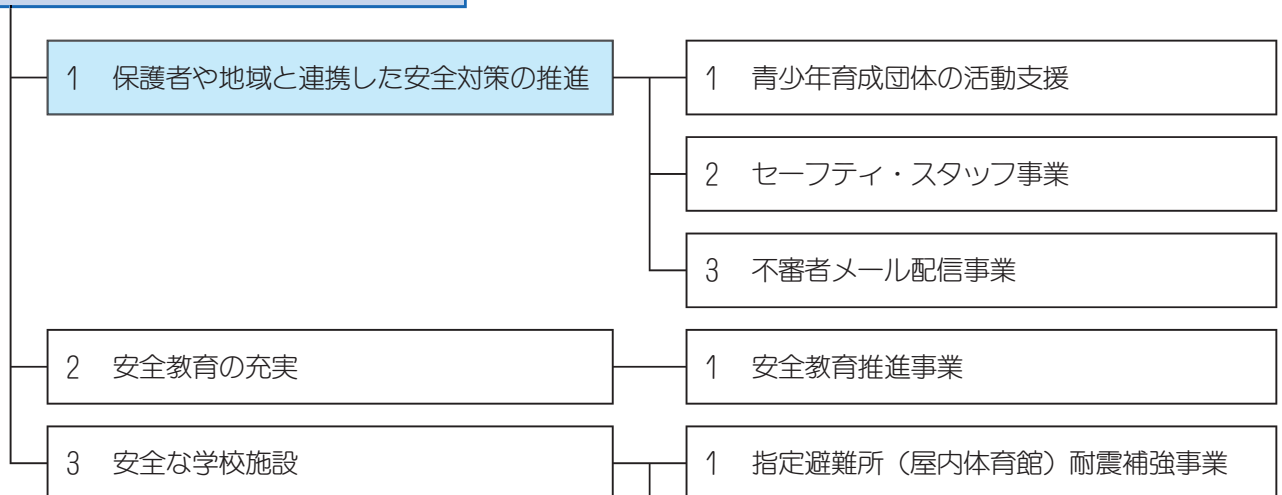 1 保護者や地域と連携した安全対策の推進
1 青少年育成団体の活動支援
2 セーフティ・スタッフ事業
3 不審者メール配信事業
2 安全教育の充実
1 安全教育推進事業
3 安全な学校施設
1 指定避難所（屋内体育館）耐震補強事業